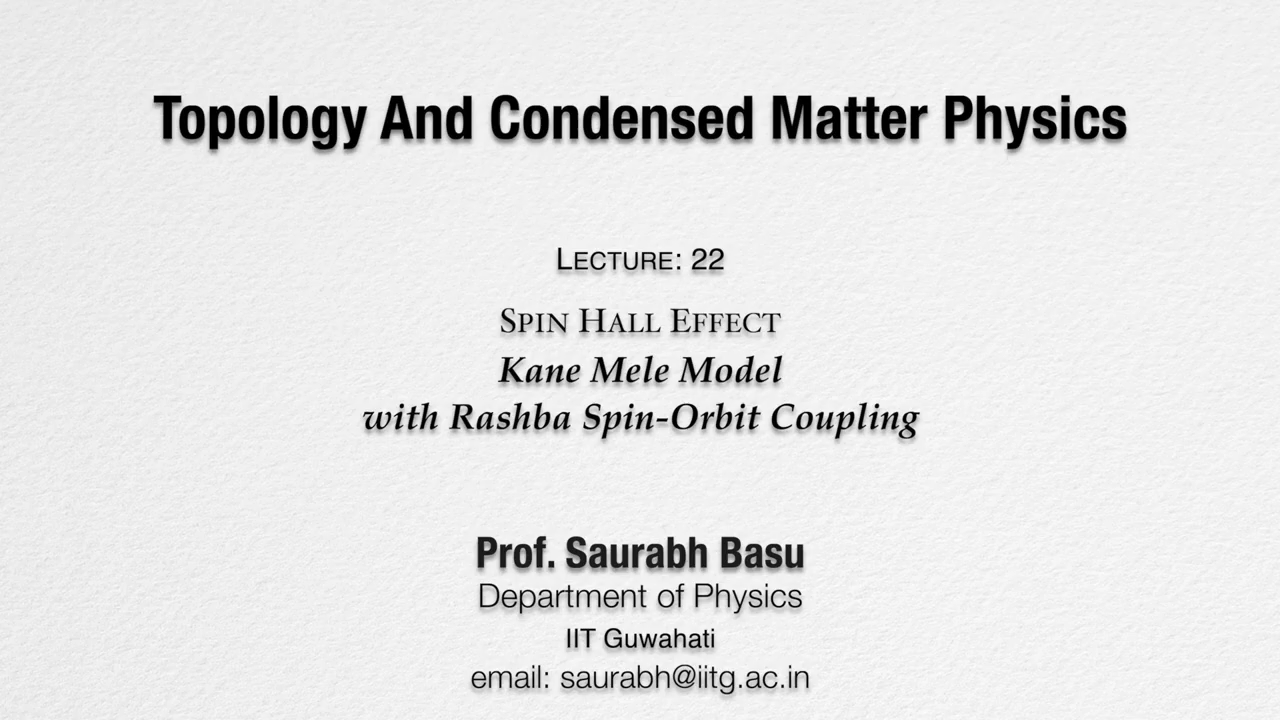 Topology And Condensed Matter Physics
LECTURE: 22
SPIN HALL EFFECT
Kane Mele Model
with Rashba Spin-Orbit Coupling
Prof. Saurabh Basu
Department of Physics
IIT Guwahati
email: saurabh@iitg.ac.in